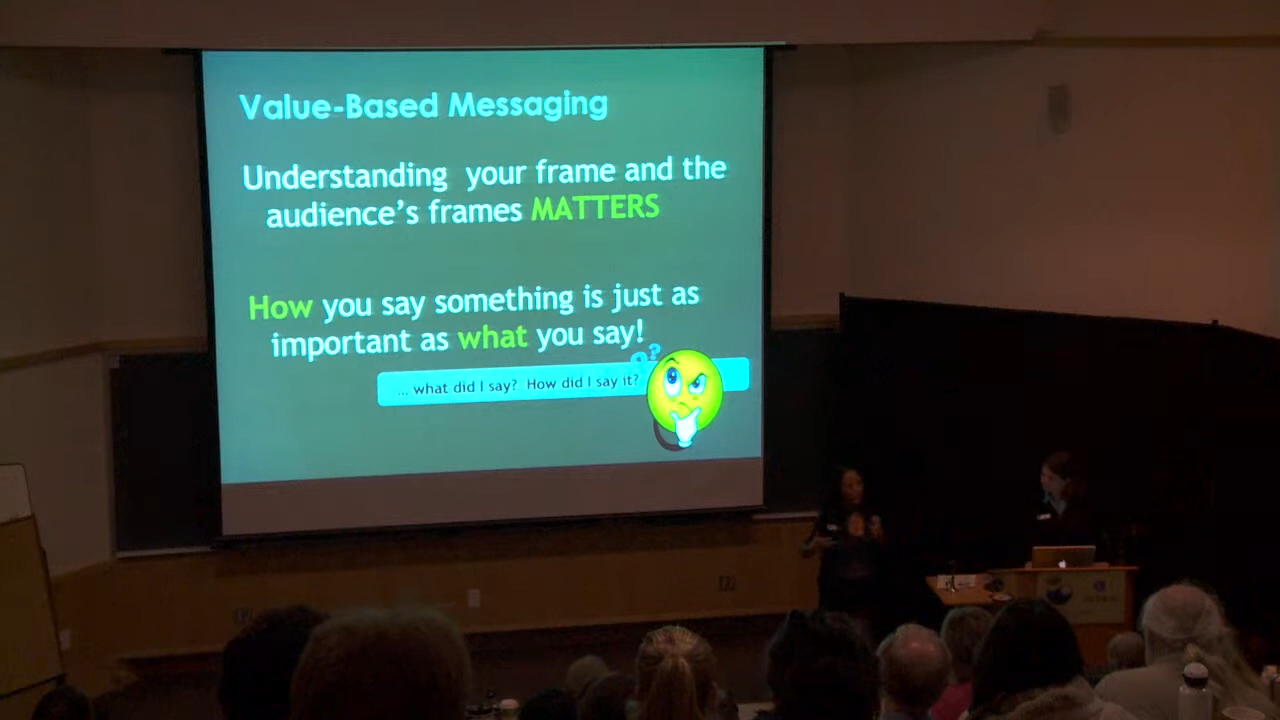 Value-Based Messaging
Understanding your frame and the
audience's frames MATTERS
How you say something is just as
important as what you say!
??
... what did I say? How did I say it?